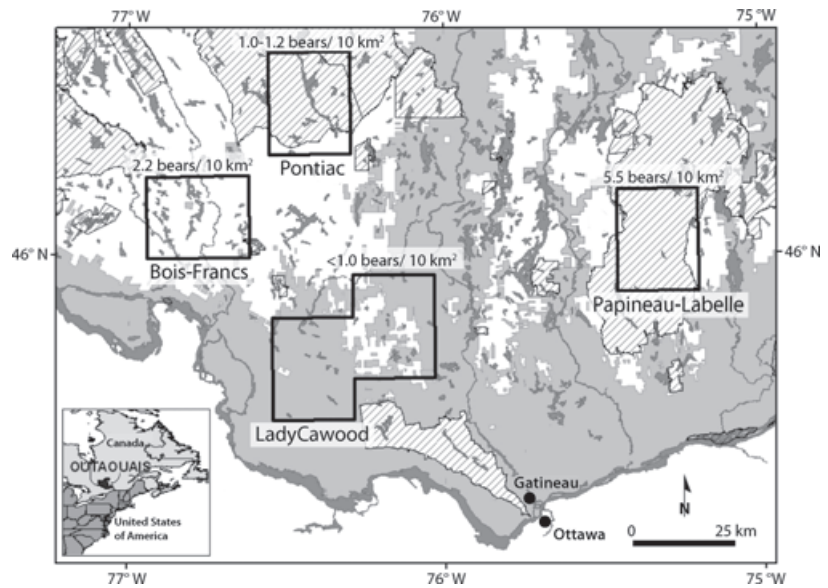 77°W
76°W
75°W
1.0-1.2 bears/ 10 km²
Pontiac
2.2 bears/ 10 km²
5.5 bears/ 10 km²
46°N
46°N
Bois-Francs
<1.0 bears/ 10 km²
Papineau-Labelle
LadyCawood
Canada
OUTAOUAIS
United States
of America
Gatineau
Ottawa
N
0
25 km
77°W
76°W
75°W